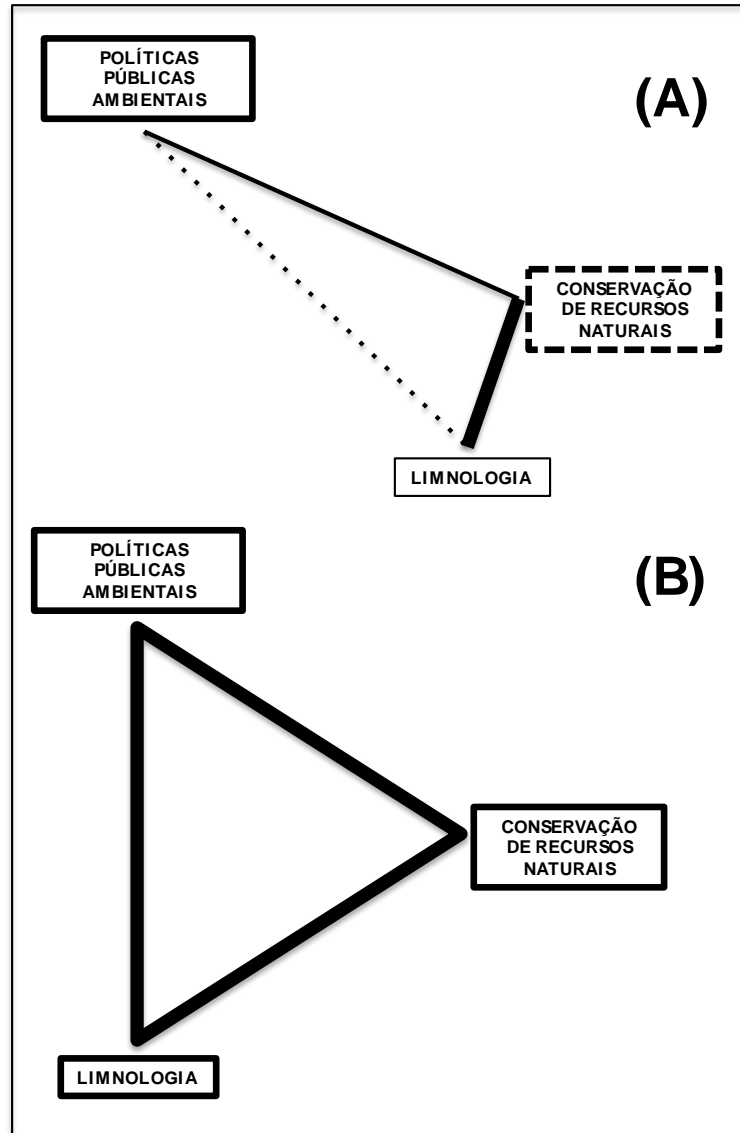 POLÍTICAS
PÚBLICAS
AMBIENTAIS
(A)
CONSERVAÇÃO
DE RECURSOS
NATURAIS
LIMNOLOGIA
POLÍTICAS
PÚBLICAS
AMBIENTAIS
(B)
CONSERVAÇÃO
DE RECURSOS
NATURAIS
LIMNOLOGIA